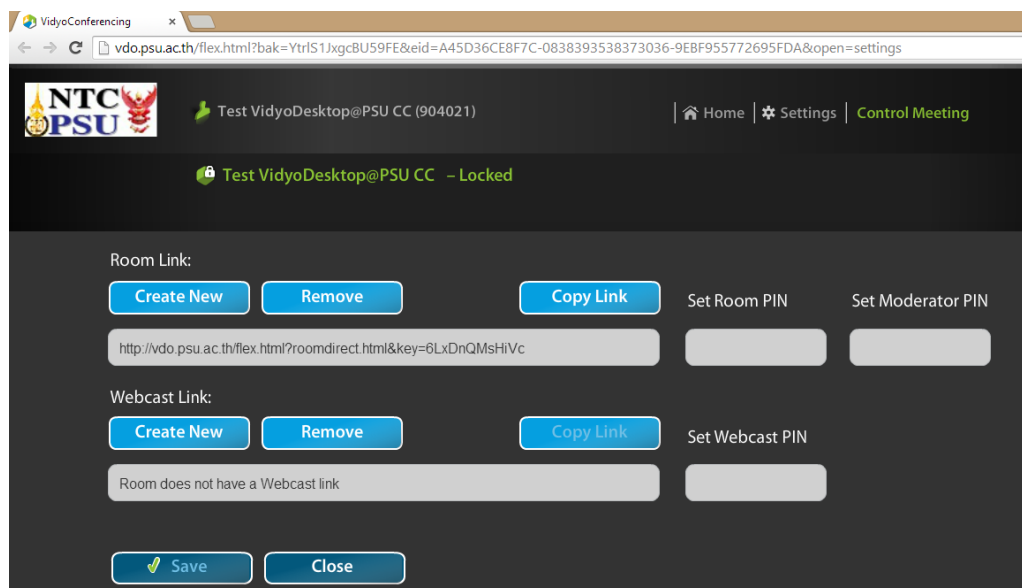 VidyoConferencing
vdo.psu.ac.th/flex.html?bak=YtrlS1JxgcBU59FE&eid=A45D36CE8F7C-0838393538373036-9EBF955772695FDA&open=settings
NTC
PSU
Test VidyoDesktop@PSU CC (904021)
Home
Settings
Control Meeting
Test VidyoDesktop@PSU CC – Locked
Room Link:
Create New
Remove
Copy Link
Set Room PIN
Set Moderator PIN
http://vdo.psu.ac.th/flex.html?roomdirect.html&key=6LxDnQMsHiVc
Webcast Link:
Create New
Remove
Copy Link
Set Webcast PIN
Room does not have a Webcast link
Save
Close